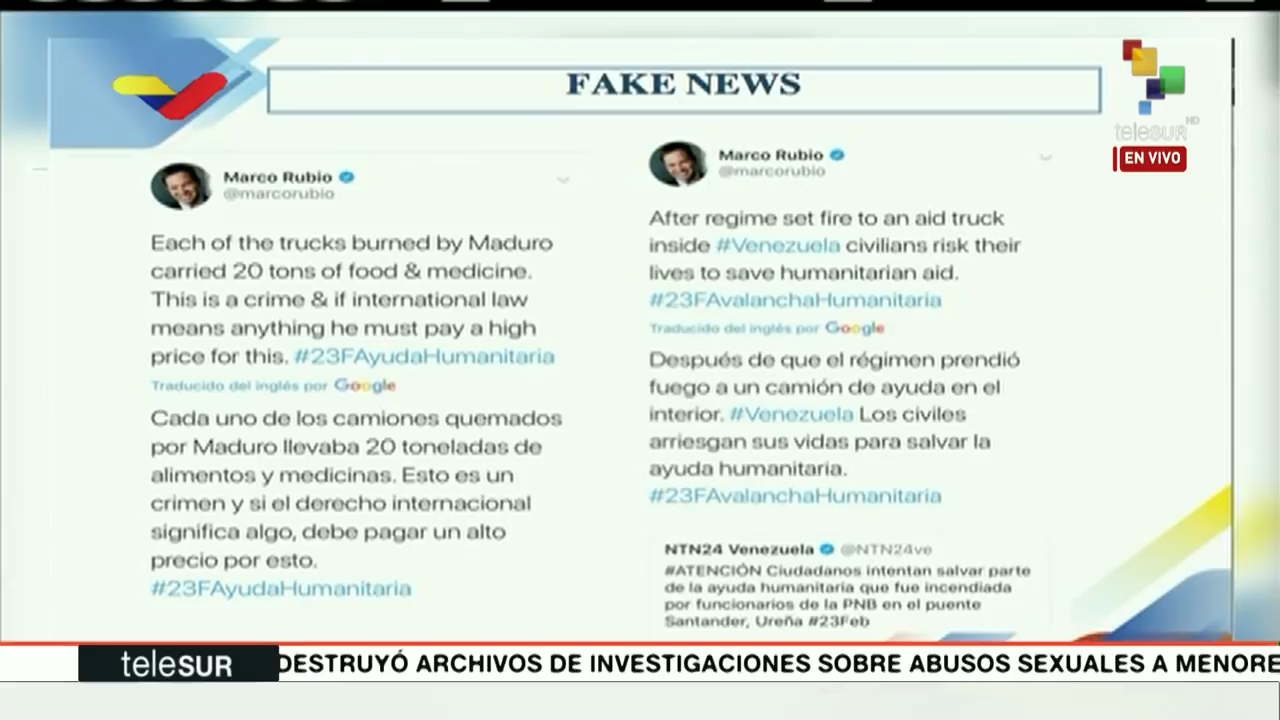 FAKE NEWS
telesur HD
EN VIVO
Marco Rubio
@marcorubio
Each of the trucks burned by Maduro
carried 20 tons of food & medicine.
This is a crime & if international law
means anything he must pay a high
price for this. #23FAyudaHumanitaria
Traducido del inglés por Google
Cada uno de los camiones quemados
por Maduro llevaba 20 toneladas de
alimentos y medicinas. Esto es un
crimen y si el derecho internacional
significa algo, debe pagar un alto
precio por esto.
#23FAyudaHumanitaria
Marco Rubio
@marcorubio
After regime set fire to an aid truck
inside #Venezuela civilians risk their
lives to save humanitarian aid.
#23FAvalanchaHumanitaria
Traducido del inglés por Google
Después de que el régimen prendió
fuego a un camión de ayuda en el
interior. #Venezuela Los civiles
arriesgan sus vidas para salvar la
ayuda humanitaria.
#23FAvalanchaHumanitaria
NTN24 Venezuela @NTN24ve
#ATENCIÓN Ciudadanos intentan salvar parte
de la ayuda humanitaria que fue incendiada
por funcionarios de la PNB en el puente
Santander, Ureña #23Feb
teleSUR DESTRUYÓ ARCHIVOS DE INVESTIGACIONES SOBRE ABUSOS SEXUALES A MENORE